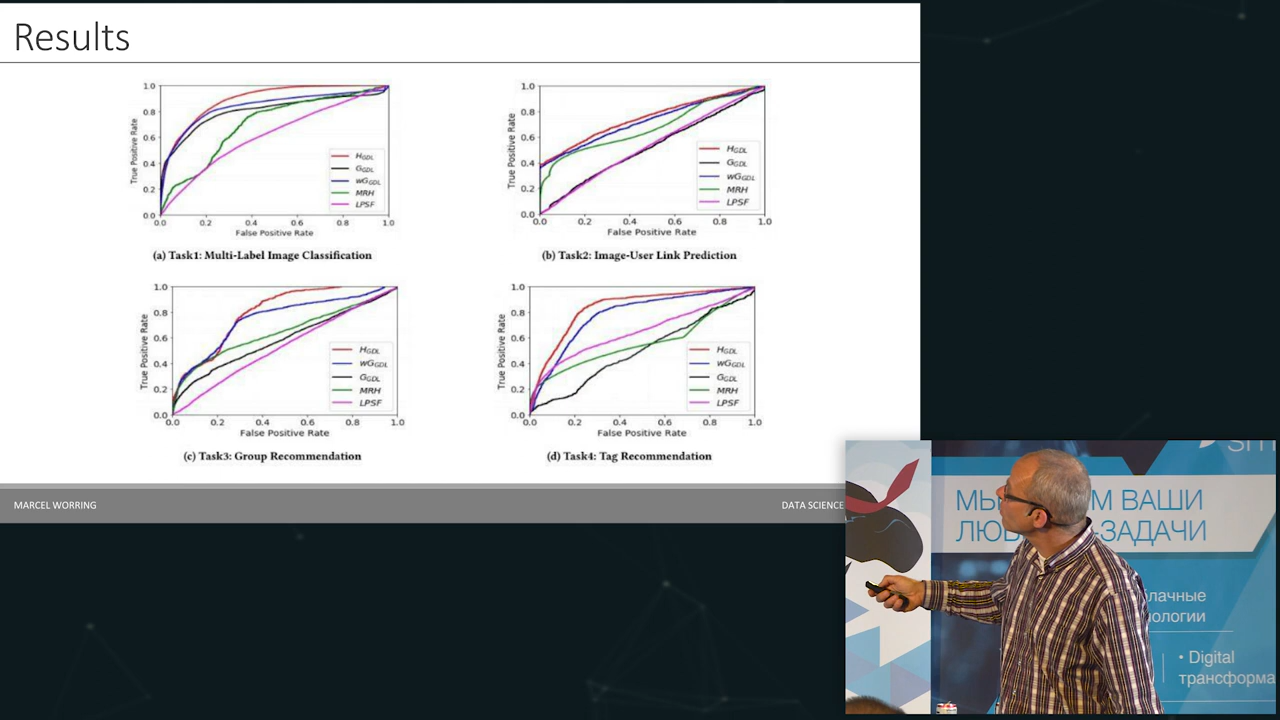 Results
1.0
0.8
0.6
0.4
0.2
0.0
True Positive Rate
H_GDL
G_GDL
wG_GDL
MRH
LPSF
0.0 0.2 0.4 0.6 0.8 1.0
False Positive Rate
(a) Task1: Multi-Label Image Classification
1.0
0.8
0.6
0.4
0.2
0.0
True Positive Rate
H_GDL
G_GDL
wG_GDL
MRH
LPSF
0.0 0.2 0.4 0.6 0.8 1.0
False Positive Rate
(b) Task2: Image-User Link Prediction
1.0
0.8
0.6
0.4
0.2
0.0
True Positive Rate
H_GDL
wG_GDL
G_GDL
MRH
LPSF
0.0 0.2 0.4 0.6 0.8 1.0
False Positive Rate
(c) Task3: Group Recommendation
1.0
0.8
0.6
0.4
0.2
0.0
True Positive Rate
H_GDL
wG_GDL
G_GDL
MRH
LPSF
0.0 0.2 0.4 0.6 0.8 1.0
False Positive Rate
(d) Task4: Tag Recommendation
MARCEL WORRING
DATA SCIENCE
М ВАШИ
ЗАДАЧИ
• Digital